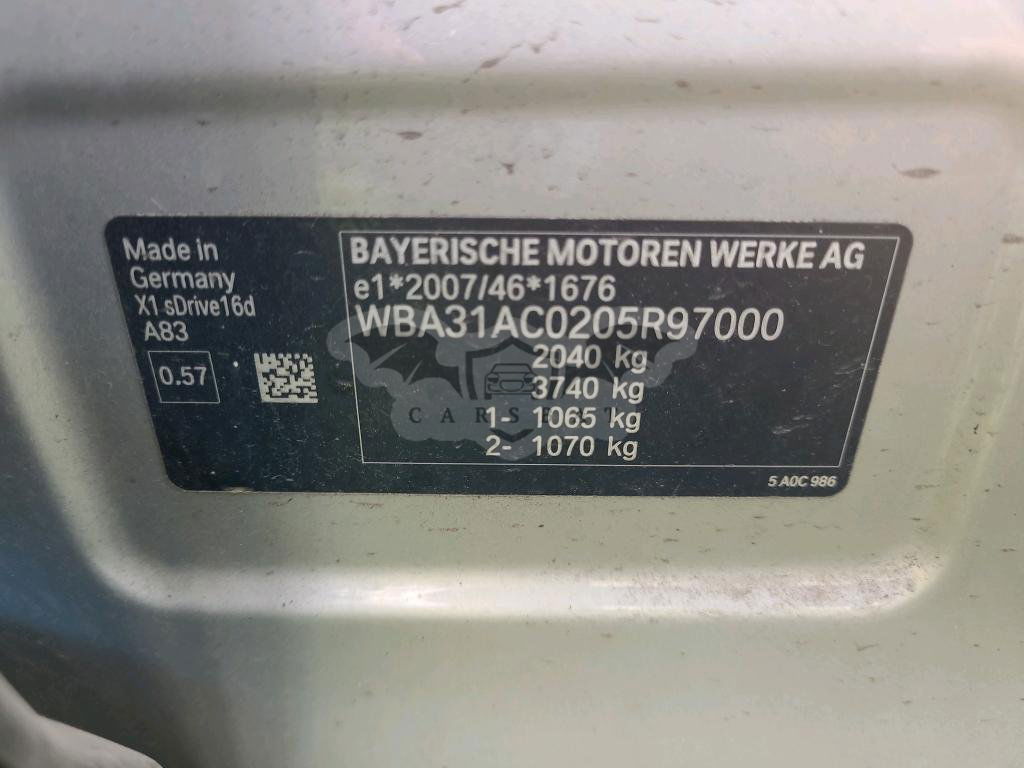 Made in
Germany
X1 sDrive16d
A83
0.57
BAYERISCHE MOTOREN WERKE AG
e1*2007/46*1676
WBA31AC0205R97000
2040 kg
3740 kg
1- 1065 kg
2- 1070 kg
5 A0C 986